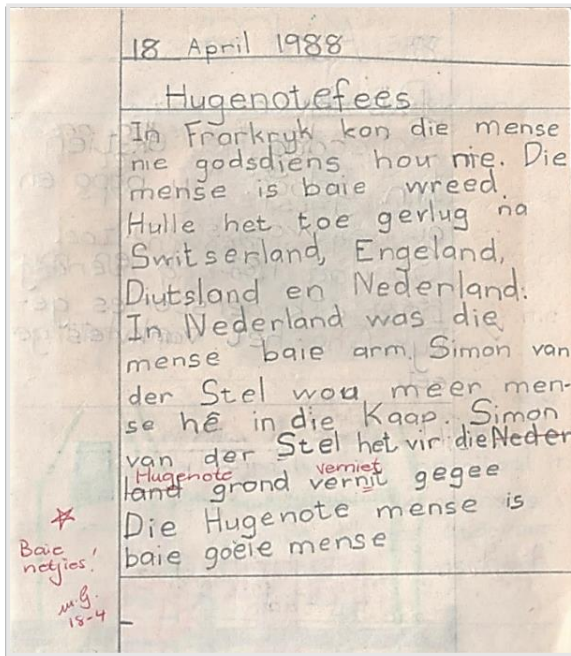 18 April 1988
Hugenotefees
In Frankryk kon die mense
nie godsdiens hou nie. Die
mense is baie wreed.
Hulle het toe gerlug na
Switserland, Engeland,
Diutsland en Nederland.
In Nederland was die
mense baie arm. Simon van
der Stel wou meer men-
se hê in die Kaap. Simon
van der Stel het vir die Neder
Hugenote verniet
land grond vernit gegee
Die Hugenote mense is
baie goeie mense
Baie
netjies!
M.G.
18-4